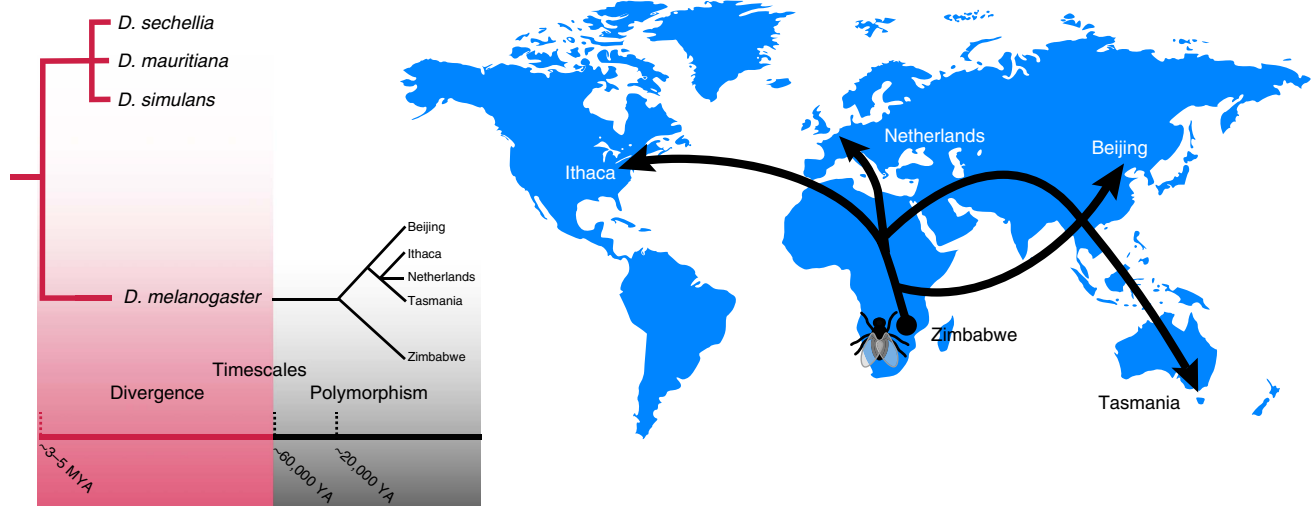 D. sechellia
D. mauritiana
D. simulans
D. melanogaster
Beijing
Ithaca
Netherlands
Tasmania
Zimbabwe
Timescales
Divergence
Polymorphism
~3–5 MYA
~60,000 YA
~20,000 YA
Ithaca
Netherlands
Beijing
Zimbabwe
Tasmania